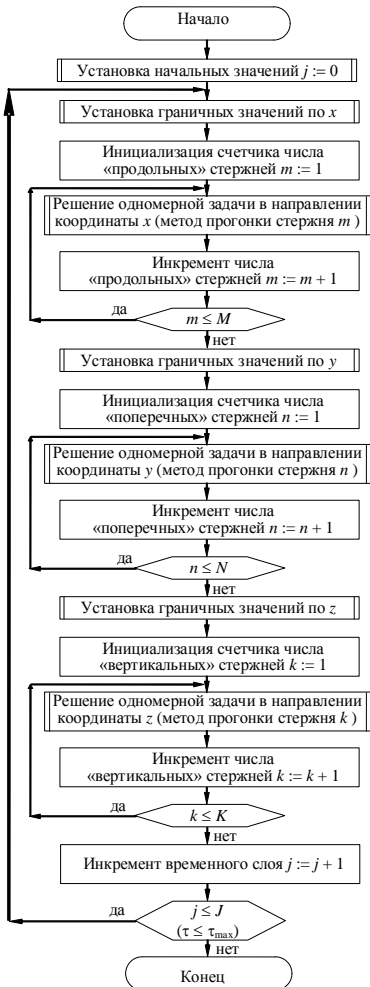 Начало
Установка начальных значений j := 0
Установка граничных значений по x
Инициализация счетчика числа
«продольных» стержней m := 1
Решение одномерной задачи в направлении
координаты x (метод прогонки стержня m )
Инкремент числа
«продольных» стержней m := m + 1
да
m ≤ M
нет
Установка граничных значений по y
Инициализация счетчика числа
«поперечных» стержней n := 1
Решение одномерной задачи в направлении
координаты y (метод прогонки стержня n )
Инкремент числа
«поперечных» стержней n := n + 1
да
n ≤ N
нет
Установка граничных значений по z
Инициализация счетчика числа
«вертикальных» стержней k := 1
Решение одномерной задачи в направлении
координаты z (метод прогонки стержня k )
Инкремент числа
«вертикальных» стержней k := k + 1
да
k ≤ K
нет
Инкремент временного слоя j := j + 1
да
j ≤ J
(τ ≤ τmax)
нет
Конец